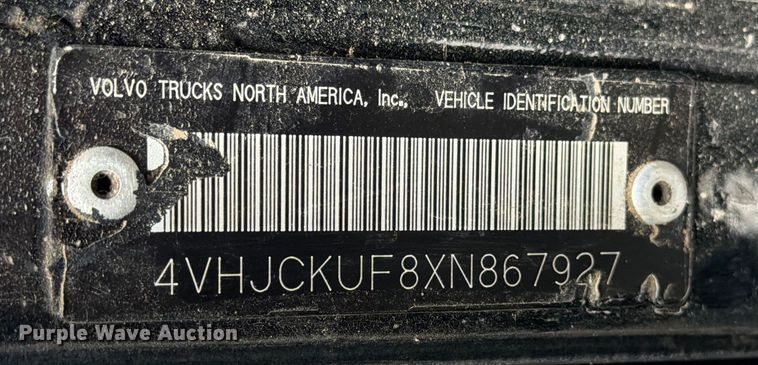 VOLVO TRUCKS NORTH AMERICA, Inc., VEHICLE IDENTIFICATION NUMBER
4VHJCKUF8XN867927
Purple Wave Auction